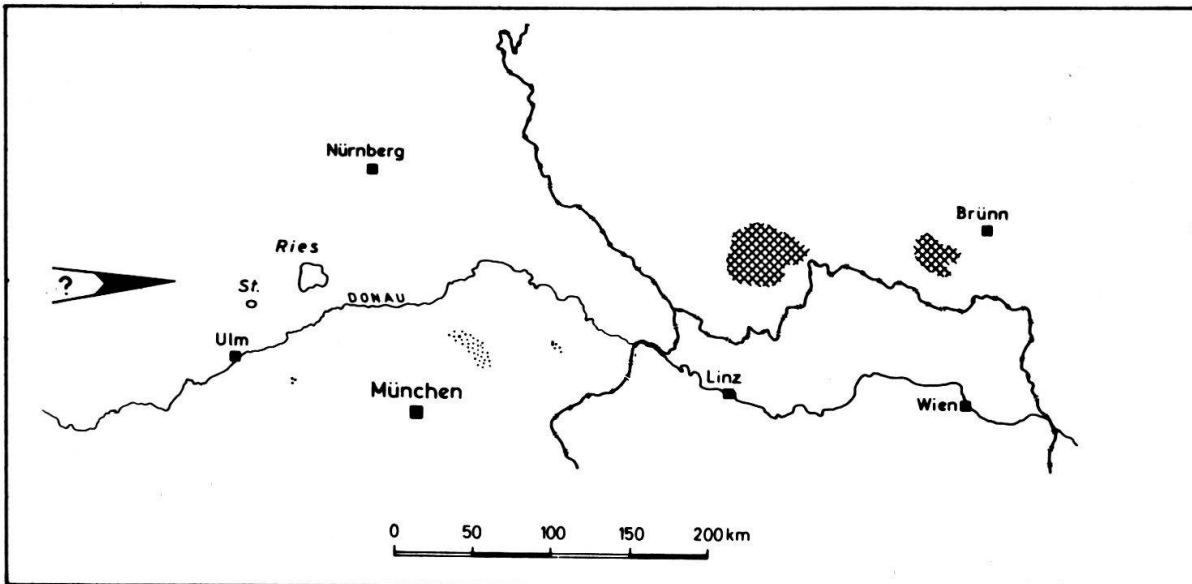 Nürnberg
Brünn
Ries
?
St.
DONAU
Ulm
München
Linz
Wien
0 50 100 150 200 km